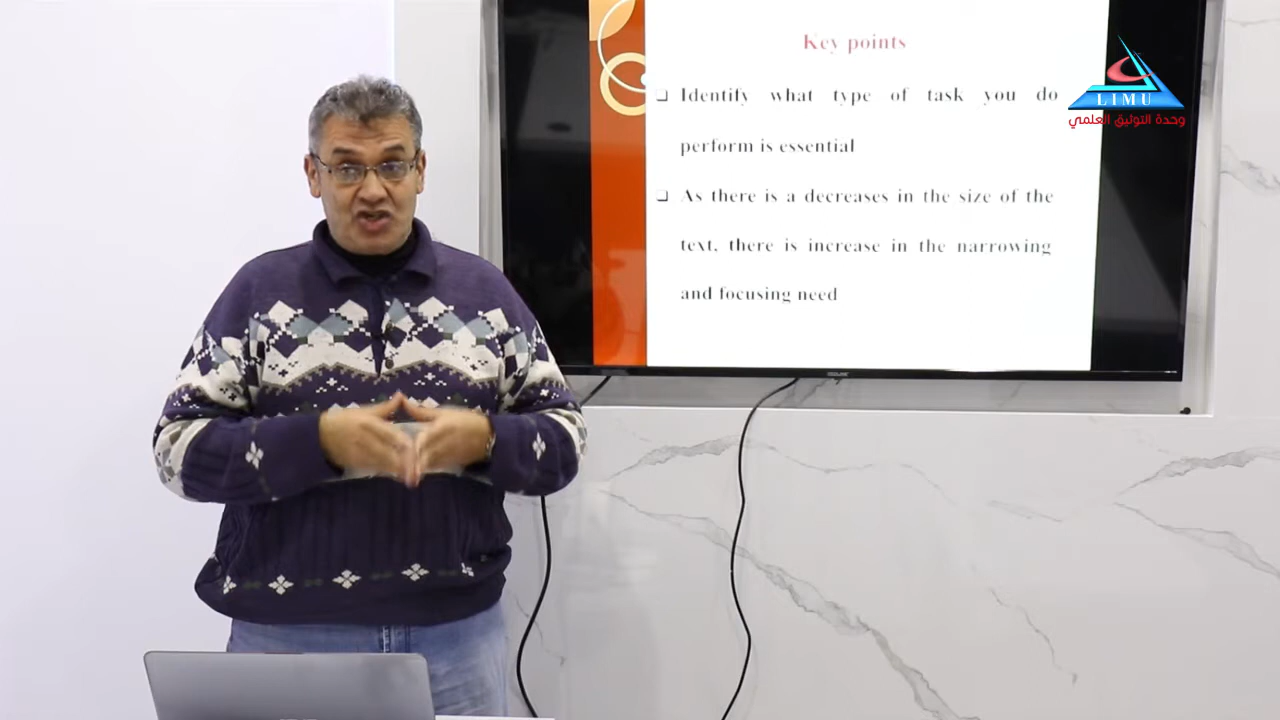 Key points
❑ Identify what type of task you do
perform is essential
❑ As there is a decreases in the size of the
text, there is increase in the narrowing
and focusing need
LIMU
وحدة التوثيق العلمي